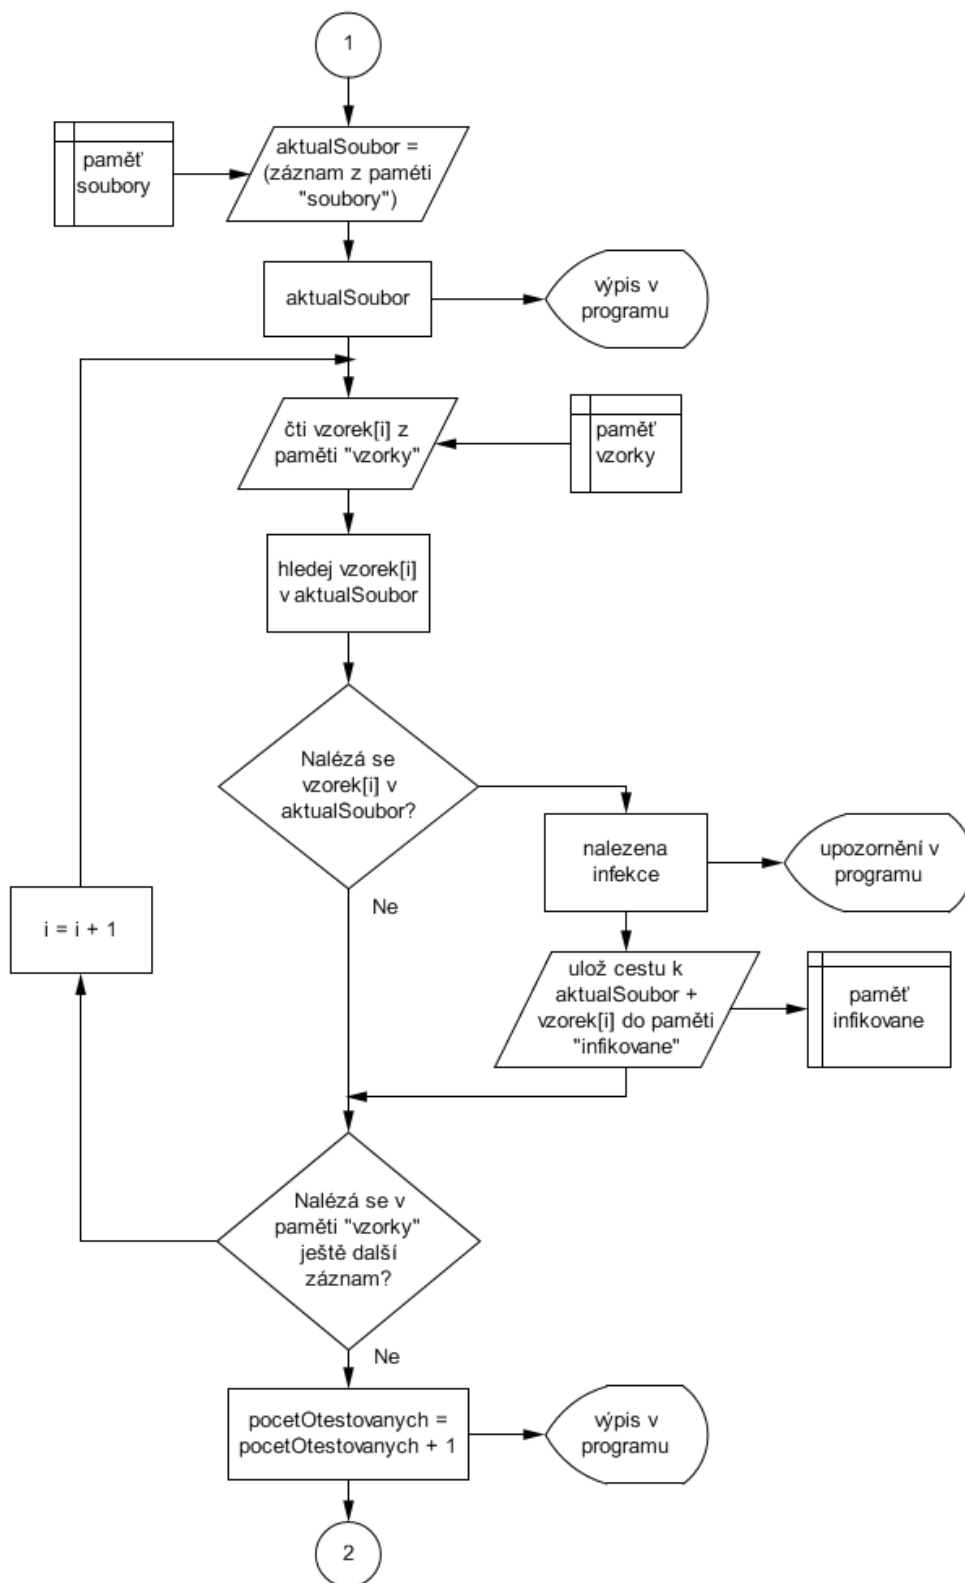 1
paměť
soubory
aktualSoubor =
(záznam z paméti
"soubory")
aktualSoubor
výpis v
programu
čti vzorek[i] z
paměti "vzorky"
paměť
vzorky
hledej vzorek[i]
v aktualSoubor
Nalézá se
vzorek[i] v
aktualSoubor?
nalezena
infekce
upozornění v
programu
Ne
i = i + 1
ulož cestu k
aktualSoubor +
vzorek[i] do paměti
"infikovane"
paměť
infikovane
Nalézá se v
paměti "vzorky"
ještě další
záznam?
Ne
pocetOtestovanych =
pocetOtestovanych + 1
výpis v
programu
2